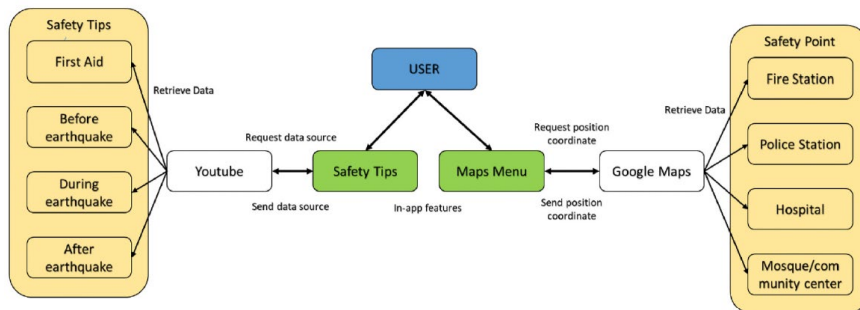 Safety Tips
First Aid
Before
earthquake
During
earthquake
After
earthquake
Retrieve Data
Youtube
Request data source
Send data source
USER
Safety Tips
Maps Menu
In-app features
Request position
coordinate
Send position
coordinate
Google Maps
Retrieve Data
Safety Point
Fire Station
Police Station
Hospital
Mosque/com
munity center